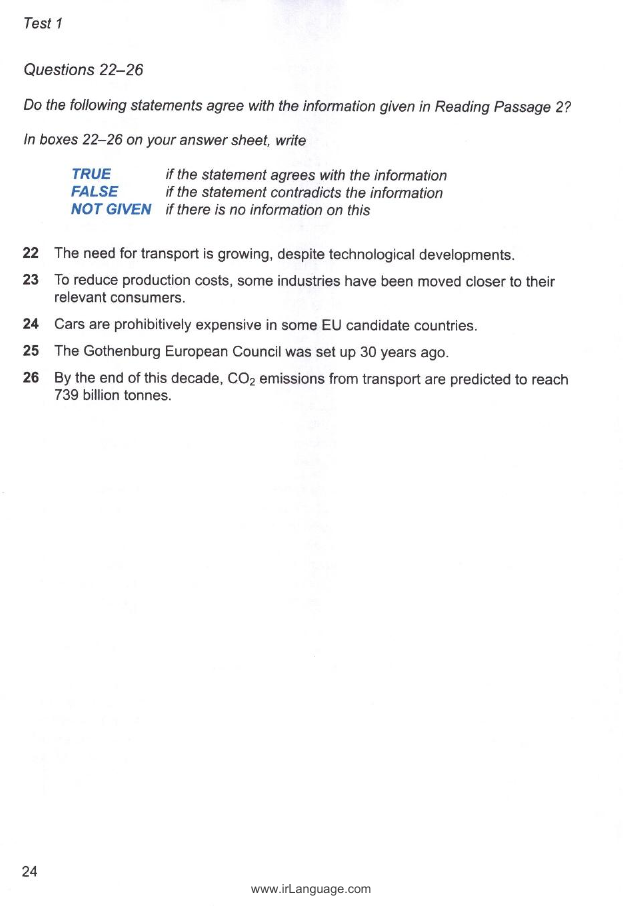 Test 1
Questions 22–26
Do the following statements agree with the information given in Reading Passage 2?
In boxes 22–26 on your answer sheet, write
TRUE if the statement agrees with the information
FALSE if the statement contradicts the information
NOT GIVEN if there is no information on this
22 The need for transport is growing, despite technological developments.
23 To reduce production costs, some industries have been moved closer to their
relevant consumers.
24 Cars are prohibitively expensive in some EU candidate countries.
25 The Gothenburg European Council was set up 30 years ago.
26 By the end of this decade, CO₂ emissions from transport are predicted to reach
739 billion tonnes.
24
www.irLanguage.com